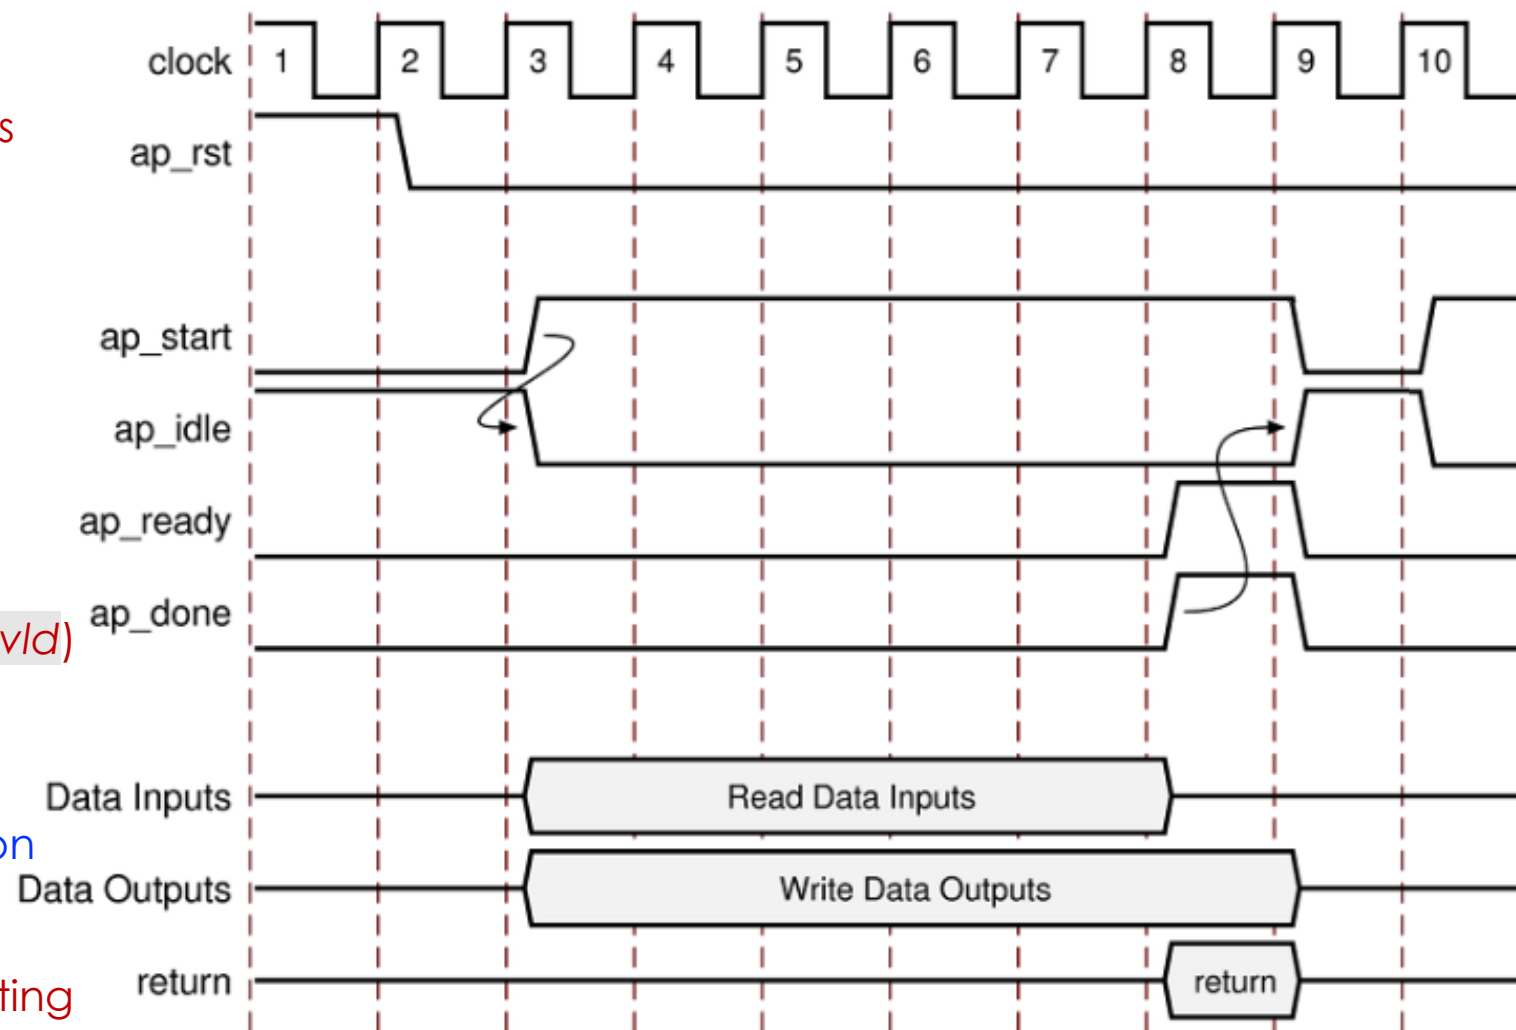 clock 1 2 3 4 5 6 7 8 9 10
s
ap_rst
ap_start
ap_idle
ap_ready
ap_done
vld)
Data Inputs Read Data Inputs
on
Data Outputs Write Data Outputs
return return
ting